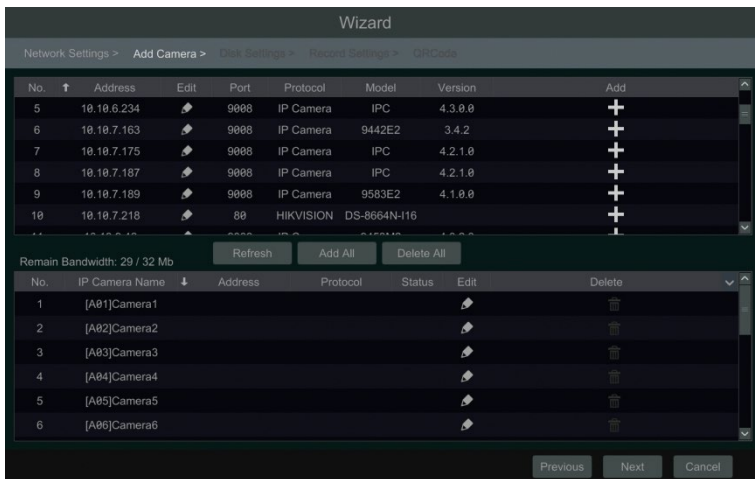 Wizard
Network Settings > Add Camera > Disk Settings > Record Settings > QRCode
No. ↑ Address Edit Port Protocol Model Version Add
5 10.10.6.234 9008 IP Camera IPC 4.3.0.0
6 10.10.7.163 9008 IP Camera 9442E2 3.4.2
7 10.10.7.175 9008 IP Camera IPC 4.2.1.0
8 10.10.7.187 9008 IP Camera IPC 4.2.1.0
9 10.10.7.189 9008 IP Camera 9583E2 4.1.0.0
10 10.10.7.218 80 HIKVISION DS-8664N-I16
Remain Bandwidth: 29 / 32 Mb Refresh Add All Delete All
No. IP Camera Name ↓ Address Protocol Status Edit Delete
1 [A01]Camera1
2 [A02]Camera2
3 [A03]Camera3
4 [A04]Camera4
5 [A05]Camera5
6 [A06]Camera6
Previous Next Cancel